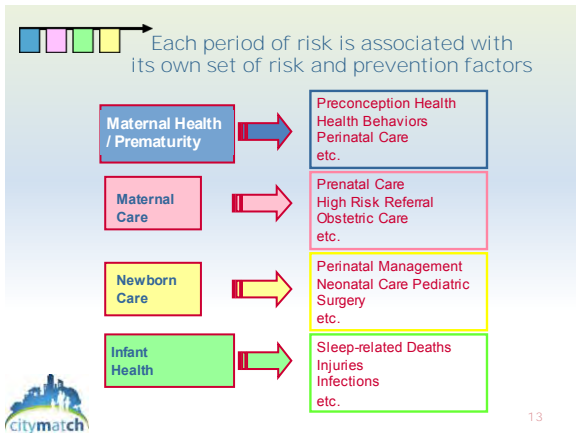 Each period of risk is associated with
its own set of risk and prevention factors
Maternal Health
/ Prematurity
Preconception Health
Health Behaviors
Perinatal Care
etc.
Maternal
Care
Prenatal Care
High Risk Referral
Obstetric Care
etc.
Newborn
Care
Perinatal Management
Neonatal Care Pediatric
Surgery
etc.
Infant
Health
Sleep-related Deaths
Injuries
Infections
etc.
citymatch
13